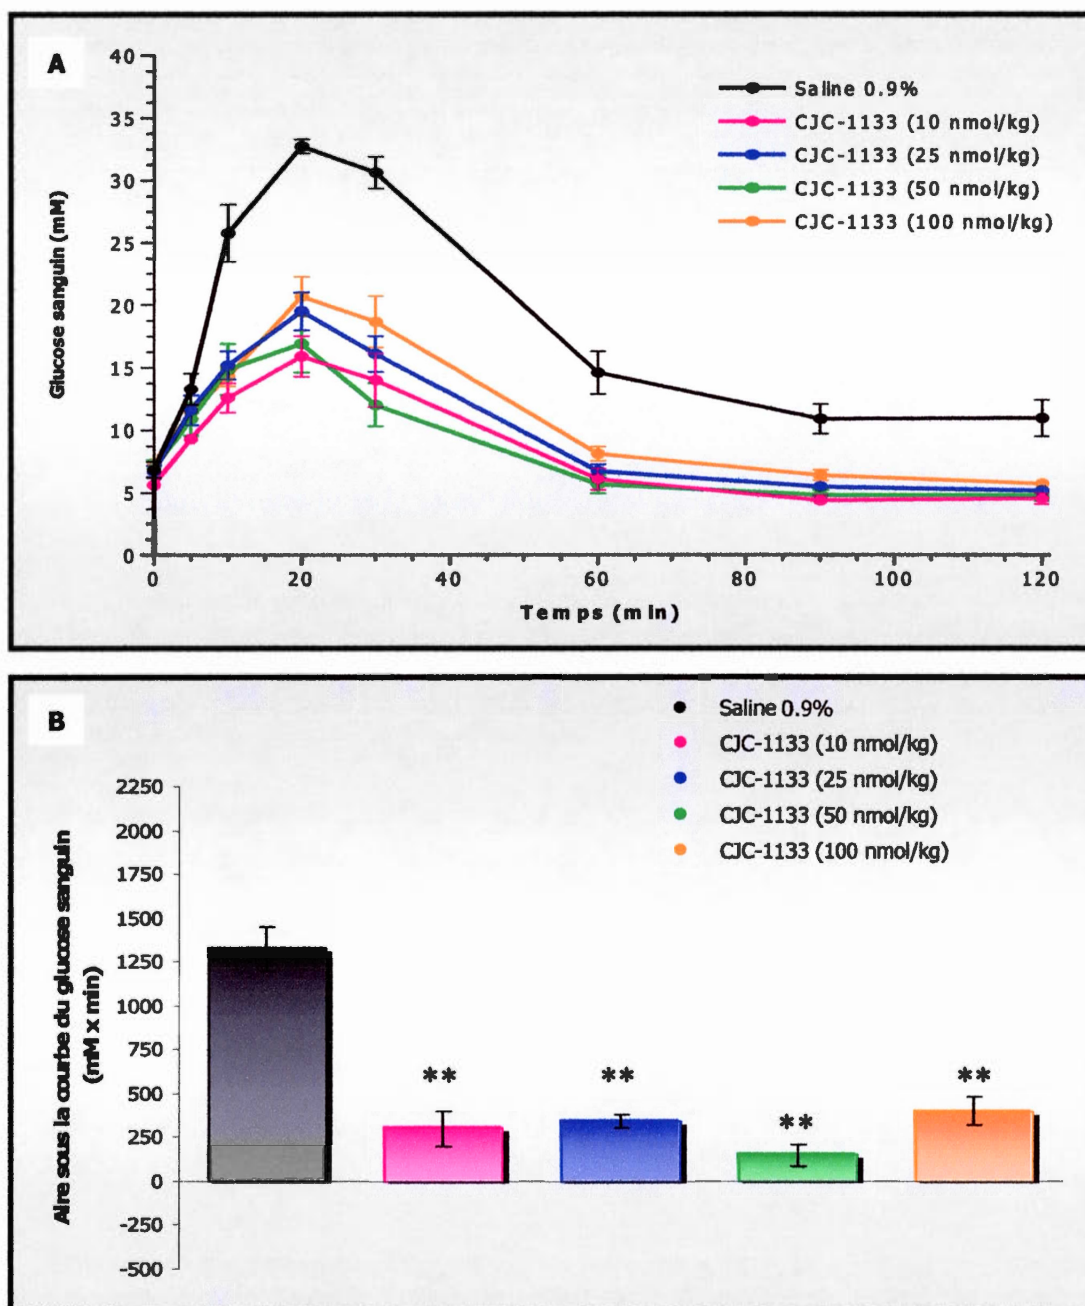 A
40
35
30
25
20
15
10
5
0
Glucose sanguin (mM)
Saline 0.9%
CJC-1133 (10 nmol/kg)
CJC-1133 (25 nmol/kg)
CJC-1133 (50 nmol/kg)
CJC-1133 (100 nmol/kg)
0 20 40 60 80 100 120
Temps (min)
B
Saline 0.9%
CJC-1133 (10 nmol/kg)
CJC-1133 (25 nmol/kg)
CJC-1133 (50 nmol/kg)
CJC-1133 (100 nmol/kg)
Aire sous la courbe du glucose sanguin
(mM x min)
2250
2000
1750
1500
1250
1000
750
500
250
0
-250
-500
** ** ** **